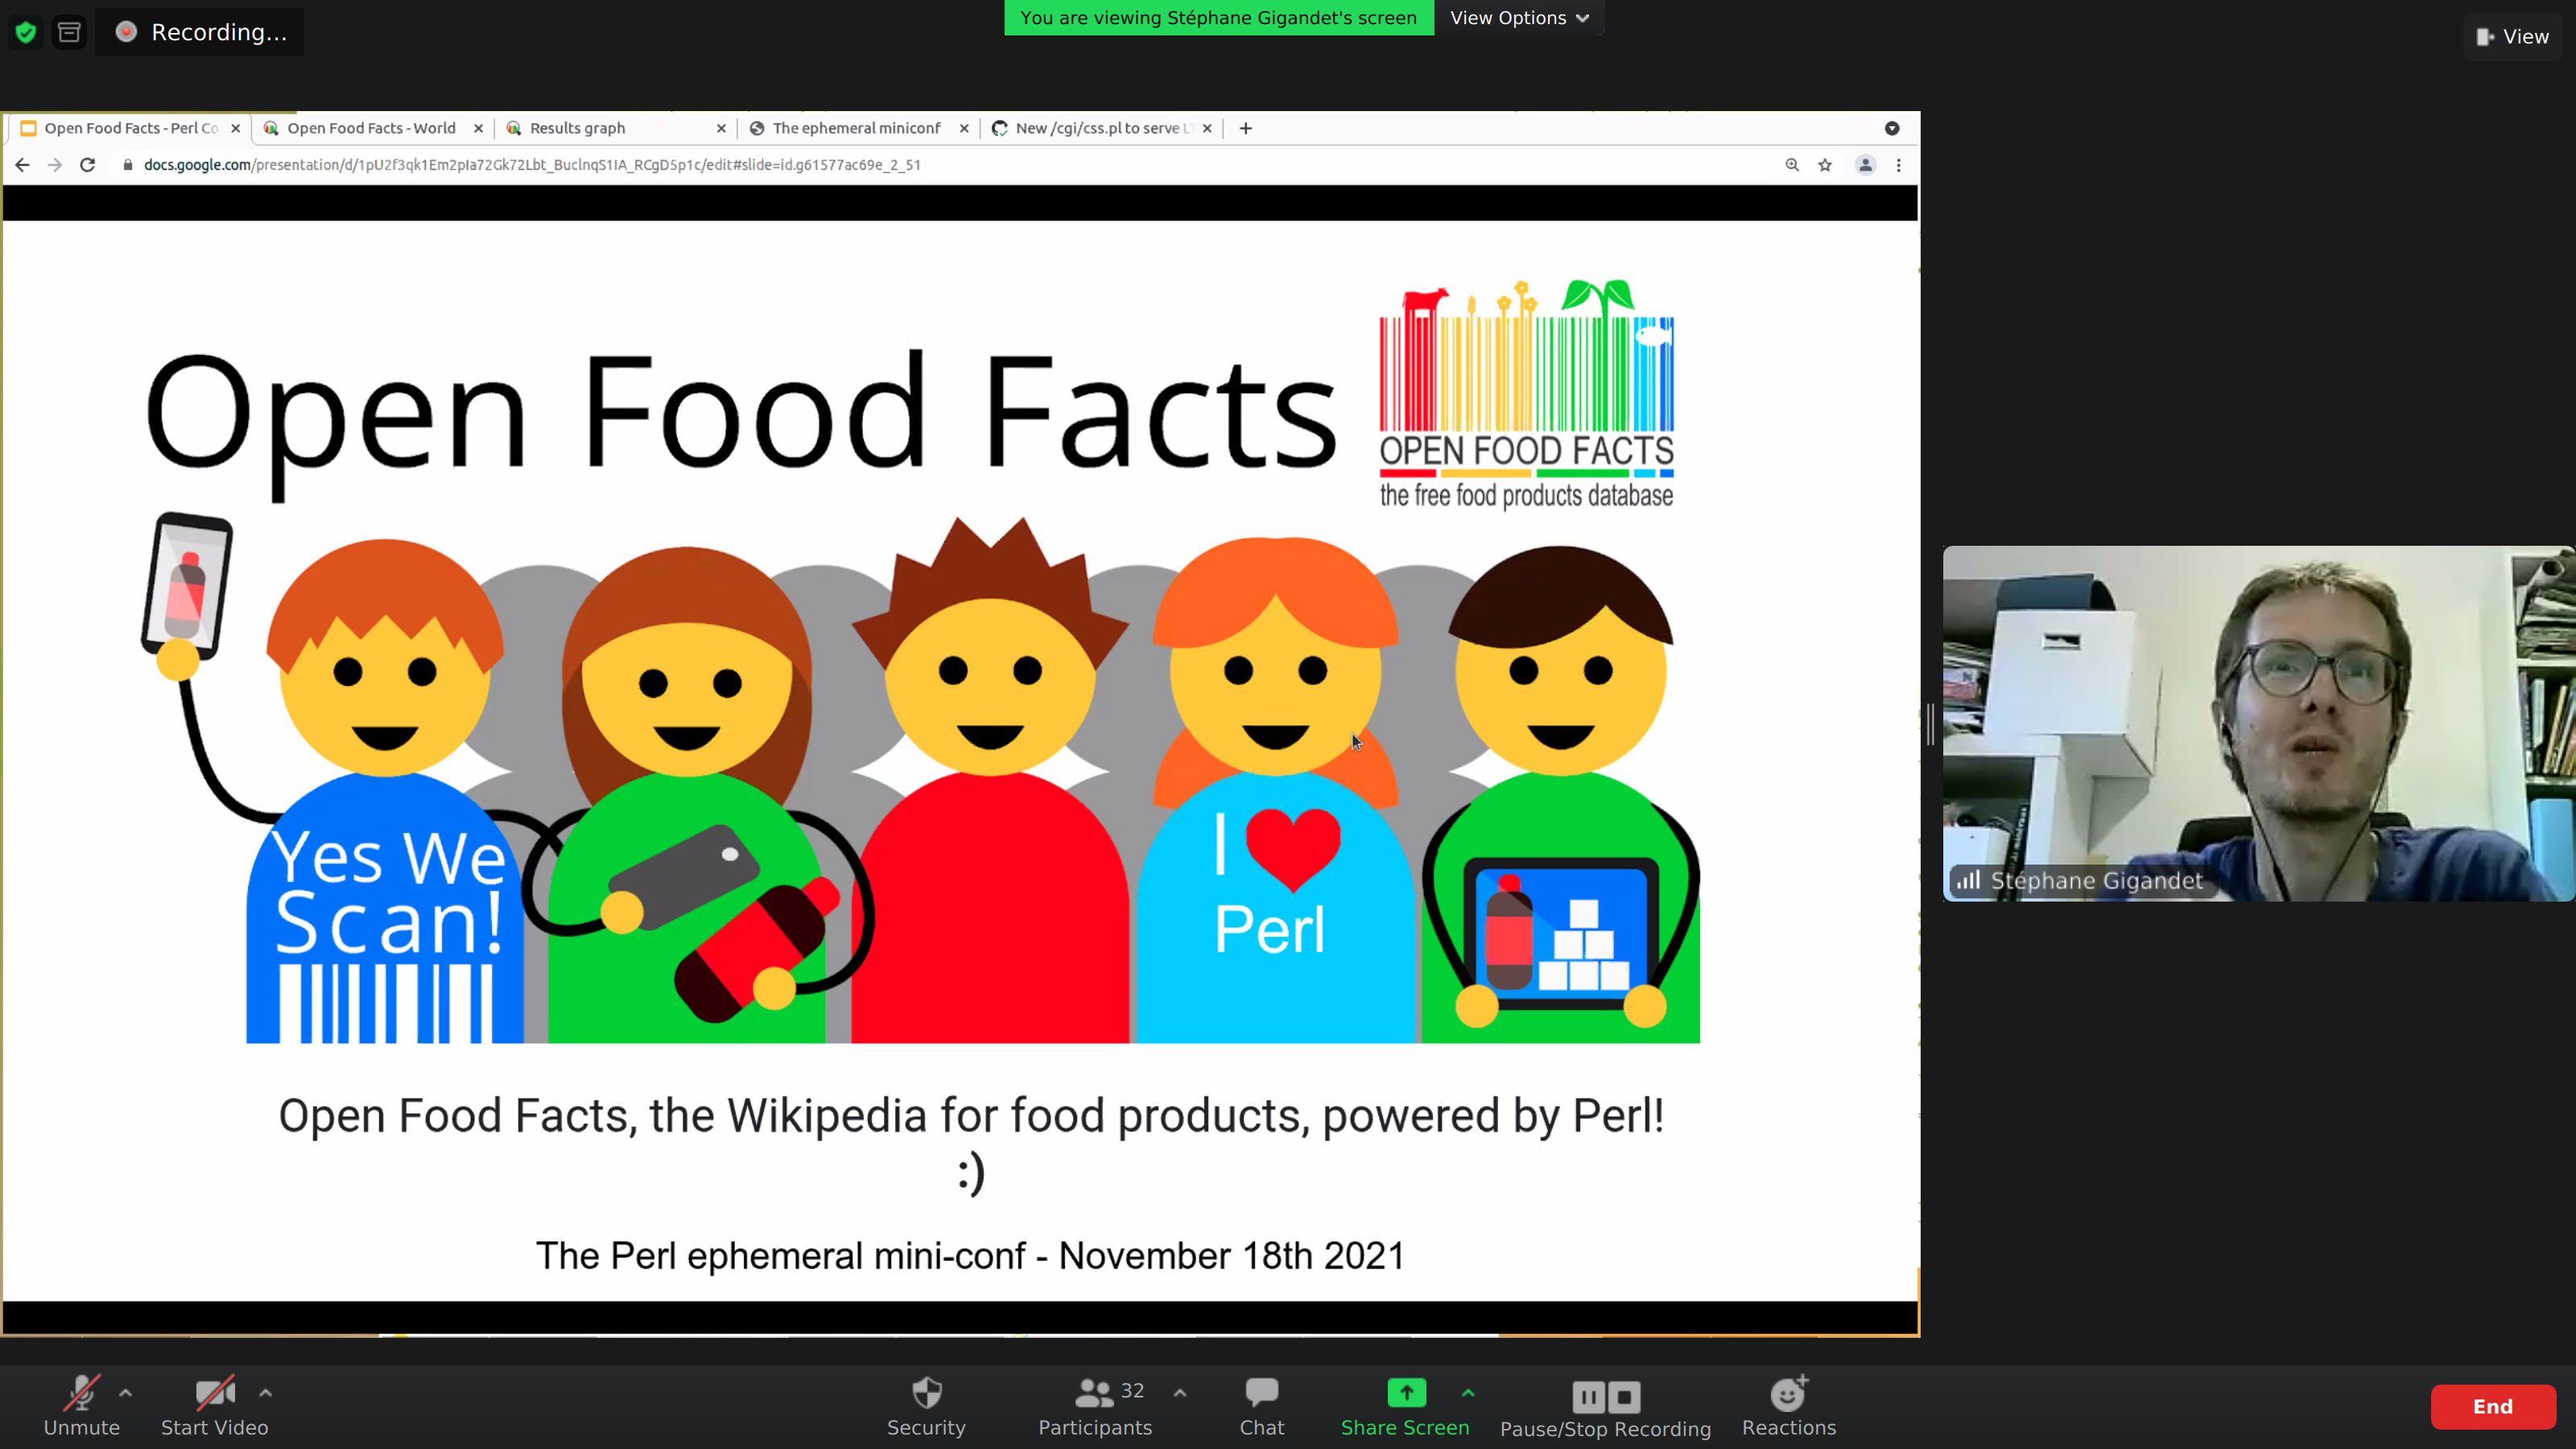 Recording...
You are viewing Stéphane Gigandet's screen
View Options
View
Open Food Facts - Perl Co
Open Food Facts - World
Results graph
The ephemeral miniconf
New /cgi/css.pl to serve
docs.google.com/presentation/d/1pU2f3qk1Em2pIa72Gk72Lbt_BuclnqS1IA_RCgD5p1c/edit#slide=id.g61577ac69e_2_51
Open Food Facts
OPEN FOOD FACTS
the free food products database
Yes We
Scan!
I
Perl
Stéphane Gigandet
Open Food Facts, the Wikipedia for food products, powered by Perl!
:)
The Perl ephemeral mini-conf - November 18th 2021
Unmute
Start Video
Security
32
Participants
Chat
Share Screen
Pause/Stop Recording
Reactions
End